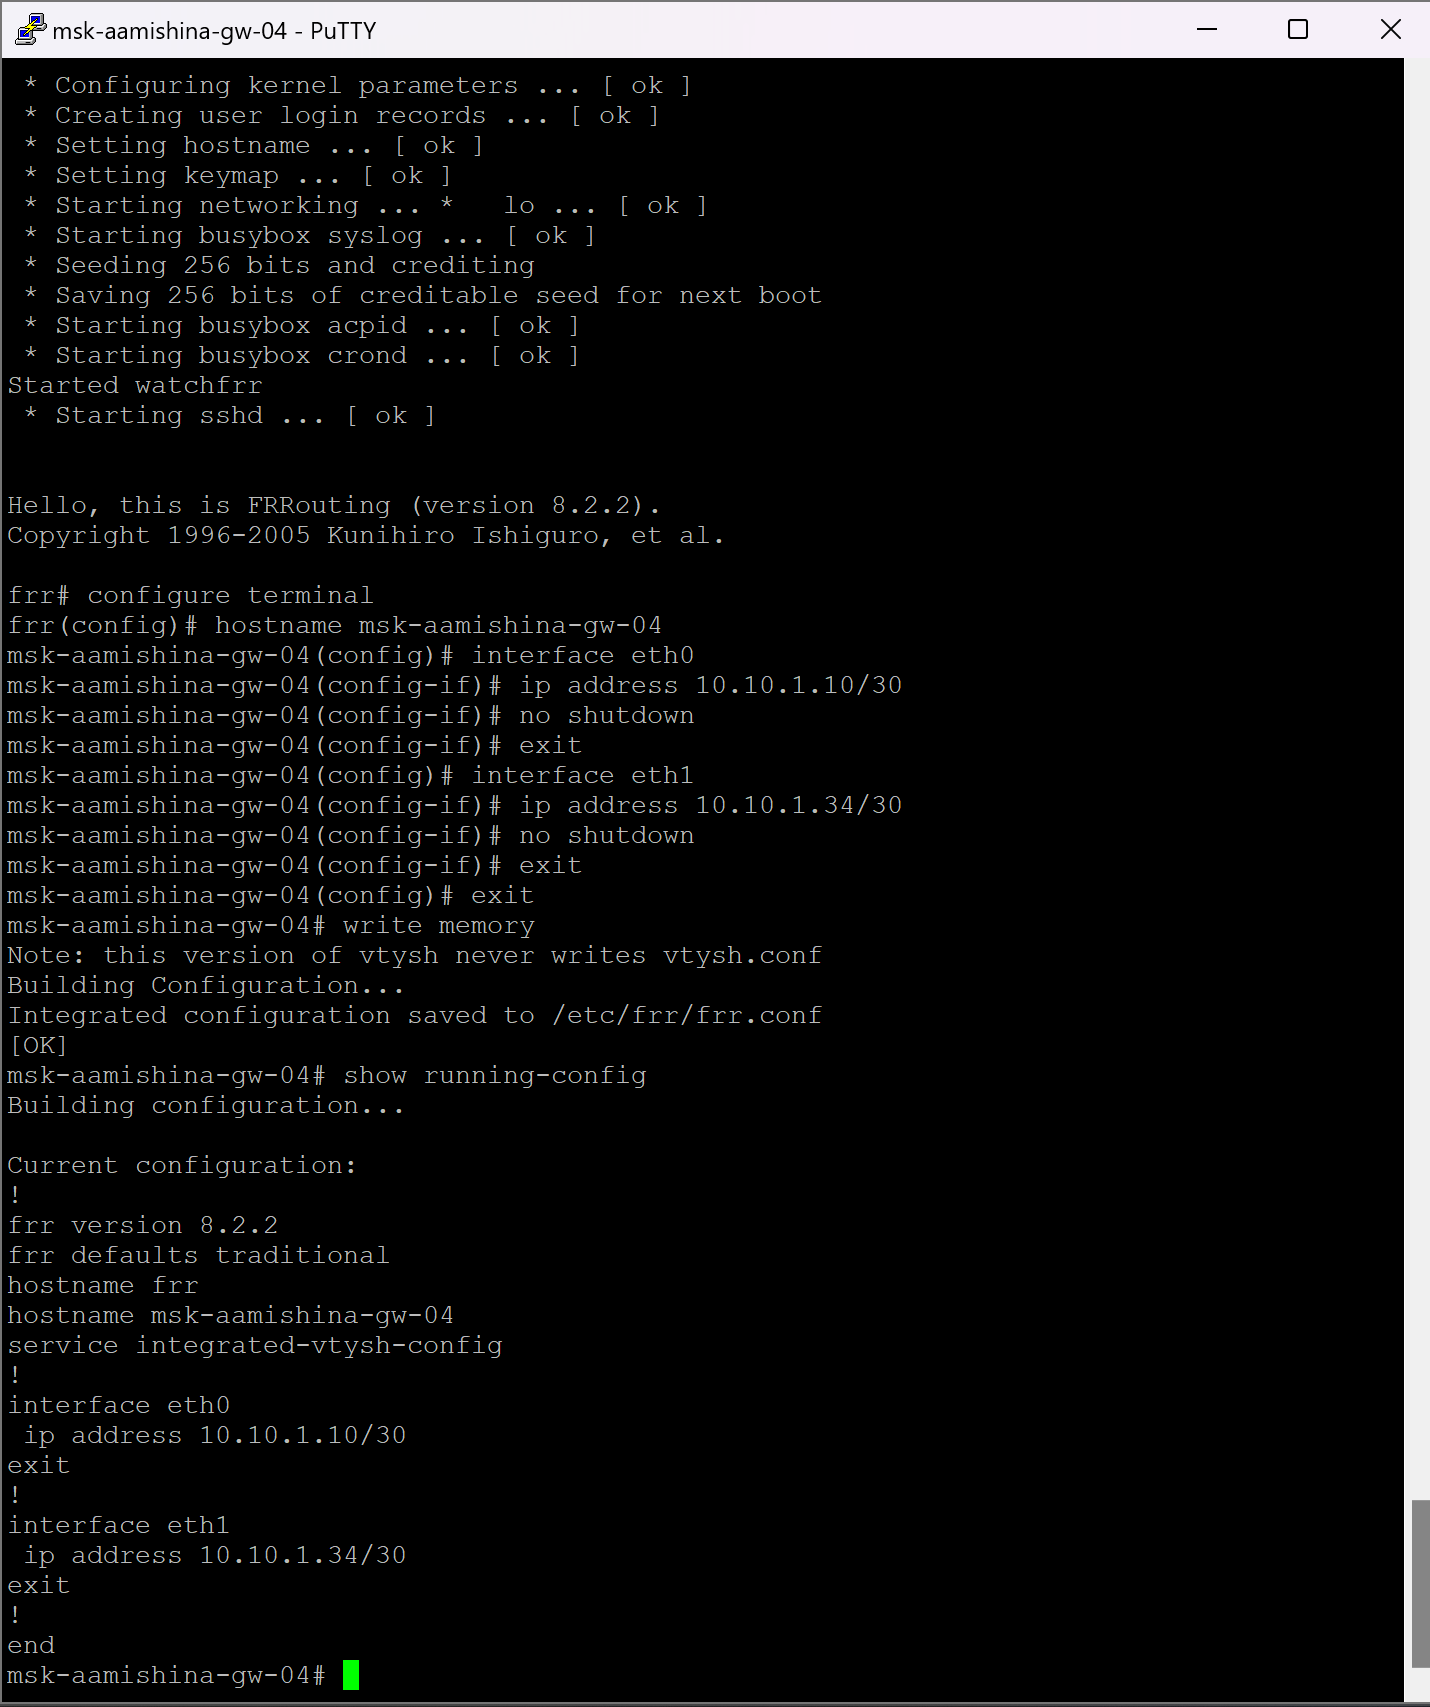 msk-aamishina-gw-04 - PuTTY
 * Configuring kernel parameters ... [ ok ]
 * Creating user login records ... [ ok ]
 * Setting hostname ... [ ok ]
 * Setting keymap ... [ ok ]
 * Starting networking ... *   lo ... [ ok ]
 * Starting busybox syslog ... [ ok ]
 * Seeding 256 bits and crediting
 * Saving 256 bits of creditable seed for next boot
 * Starting busybox acpid ... [ ok ]
 * Starting busybox crond ... [ ok ]
Started watchfrr
 * Starting sshd ... [ ok ]
Hello, this is FRRouting (version 8.2.2).
Copyright 1996-2005 Kunihiro Ishiguro, et al.
frr# configure terminal
frr(config)# hostname msk-aamishina-gw-04
msk-aamishina-gw-04(config)# interface eth0
msk-aamishina-gw-04(config-if)# ip address 10.10.1.10/30
msk-aamishina-gw-04(config-if)# no shutdown
msk-aamishina-gw-04(config-if)# exit
msk-aamishina-gw-04(config)# interface eth1
msk-aamishina-gw-04(config-if)# ip address 10.10.1.34/30
msk-aamishina-gw-04(config-if)# no shutdown
msk-aamishina-gw-04(config-if)# exit
msk-aamishina-gw-04(config)# exit
msk-aamishina-gw-04# write memory
Note: this version of vtysh never writes vtysh.conf
Building Configuration...
Integrated configuration saved to /etc/frr/frr.conf
[OK]
msk-aamishina-gw-04# show running-config
Building configuration...
Current configuration:
!
frr version 8.2.2
frr defaults traditional
hostname frr
hostname msk-aamishina-gw-04
service integrated-vtysh-config
!
interface eth0
 ip address 10.10.1.10/30
exit
!
interface eth1
 ip address 10.10.1.34/30
exit
!
end
msk-aamishina-gw-04#